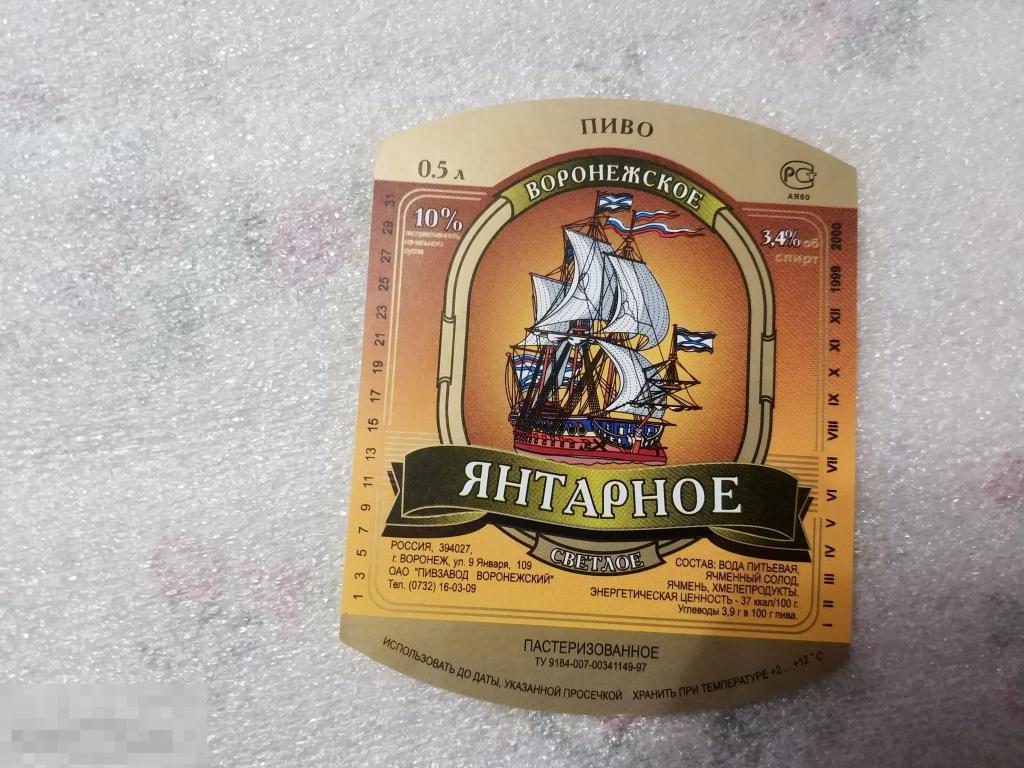 ПИВО
0.5 л
ВОРОНЕЖСКОЕ
РС
АЯ60
10%
экстрактивность
начального
сусла
3,4% об
спирт
ЯНТАРНОЕ
СВЕТЛОЕ
РОССИЯ, 394027,
г. ВОРОНЕЖ, ул. 9 Января, 109
ОАО "ПИВЗАВОД ВОРОНЕЖСКИЙ"
Тел. (0732) 16-03-09
СОСТАВ: ВОДА ПИТЬЕВАЯ,
ЯЧМЕННЫЙ СОЛОД,
ЯЧМЕНЬ, ХМЕЛЕПРОДУКТЫ.
ЭНЕРГЕТИЧЕСКАЯ ЦЕННОСТЬ - 37 ккал/100 г.
Углеводы 3,9 г в 100 г пива.
1 3 5 7 9 11 13 15 17 19 21 23 25 27 29 31
I II III IV V VI VII VIII IX X XI XII 1999 2000
ПАСТЕРИЗОВАННОЕ
ТУ 9184-007-00341149-97
ИСПОЛЬЗОВАТЬ ДО ДАТЫ, УКАЗАННОЙ ПРОСЕЧКОЙ ХРАНИТЬ ПРИ ТЕМПЕРАТУРЕ +2 ... +12 °С